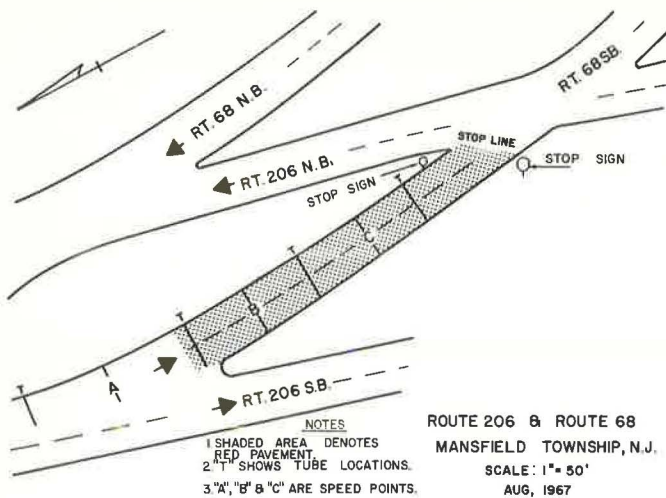 RT. 68 N.B.
RT. 68 S.B.
RT. 206 N.B.
STOP LINE
STOP SIGN
STOP SIGN
T
C
T
B
T
A
T
RT. 206 S.B.
NOTES
1 SHADED AREA DENOTES
RED PAVEMENT.
2. "T" SHOWS TUBE LOCATIONS.
3. "A", "B" & "C" ARE SPEED POINTS.
ROUTE 206 & ROUTE 68
MANSFIELD TOWNSHIP, N.J.
SCALE: 1" = 50'
AUG, 1967